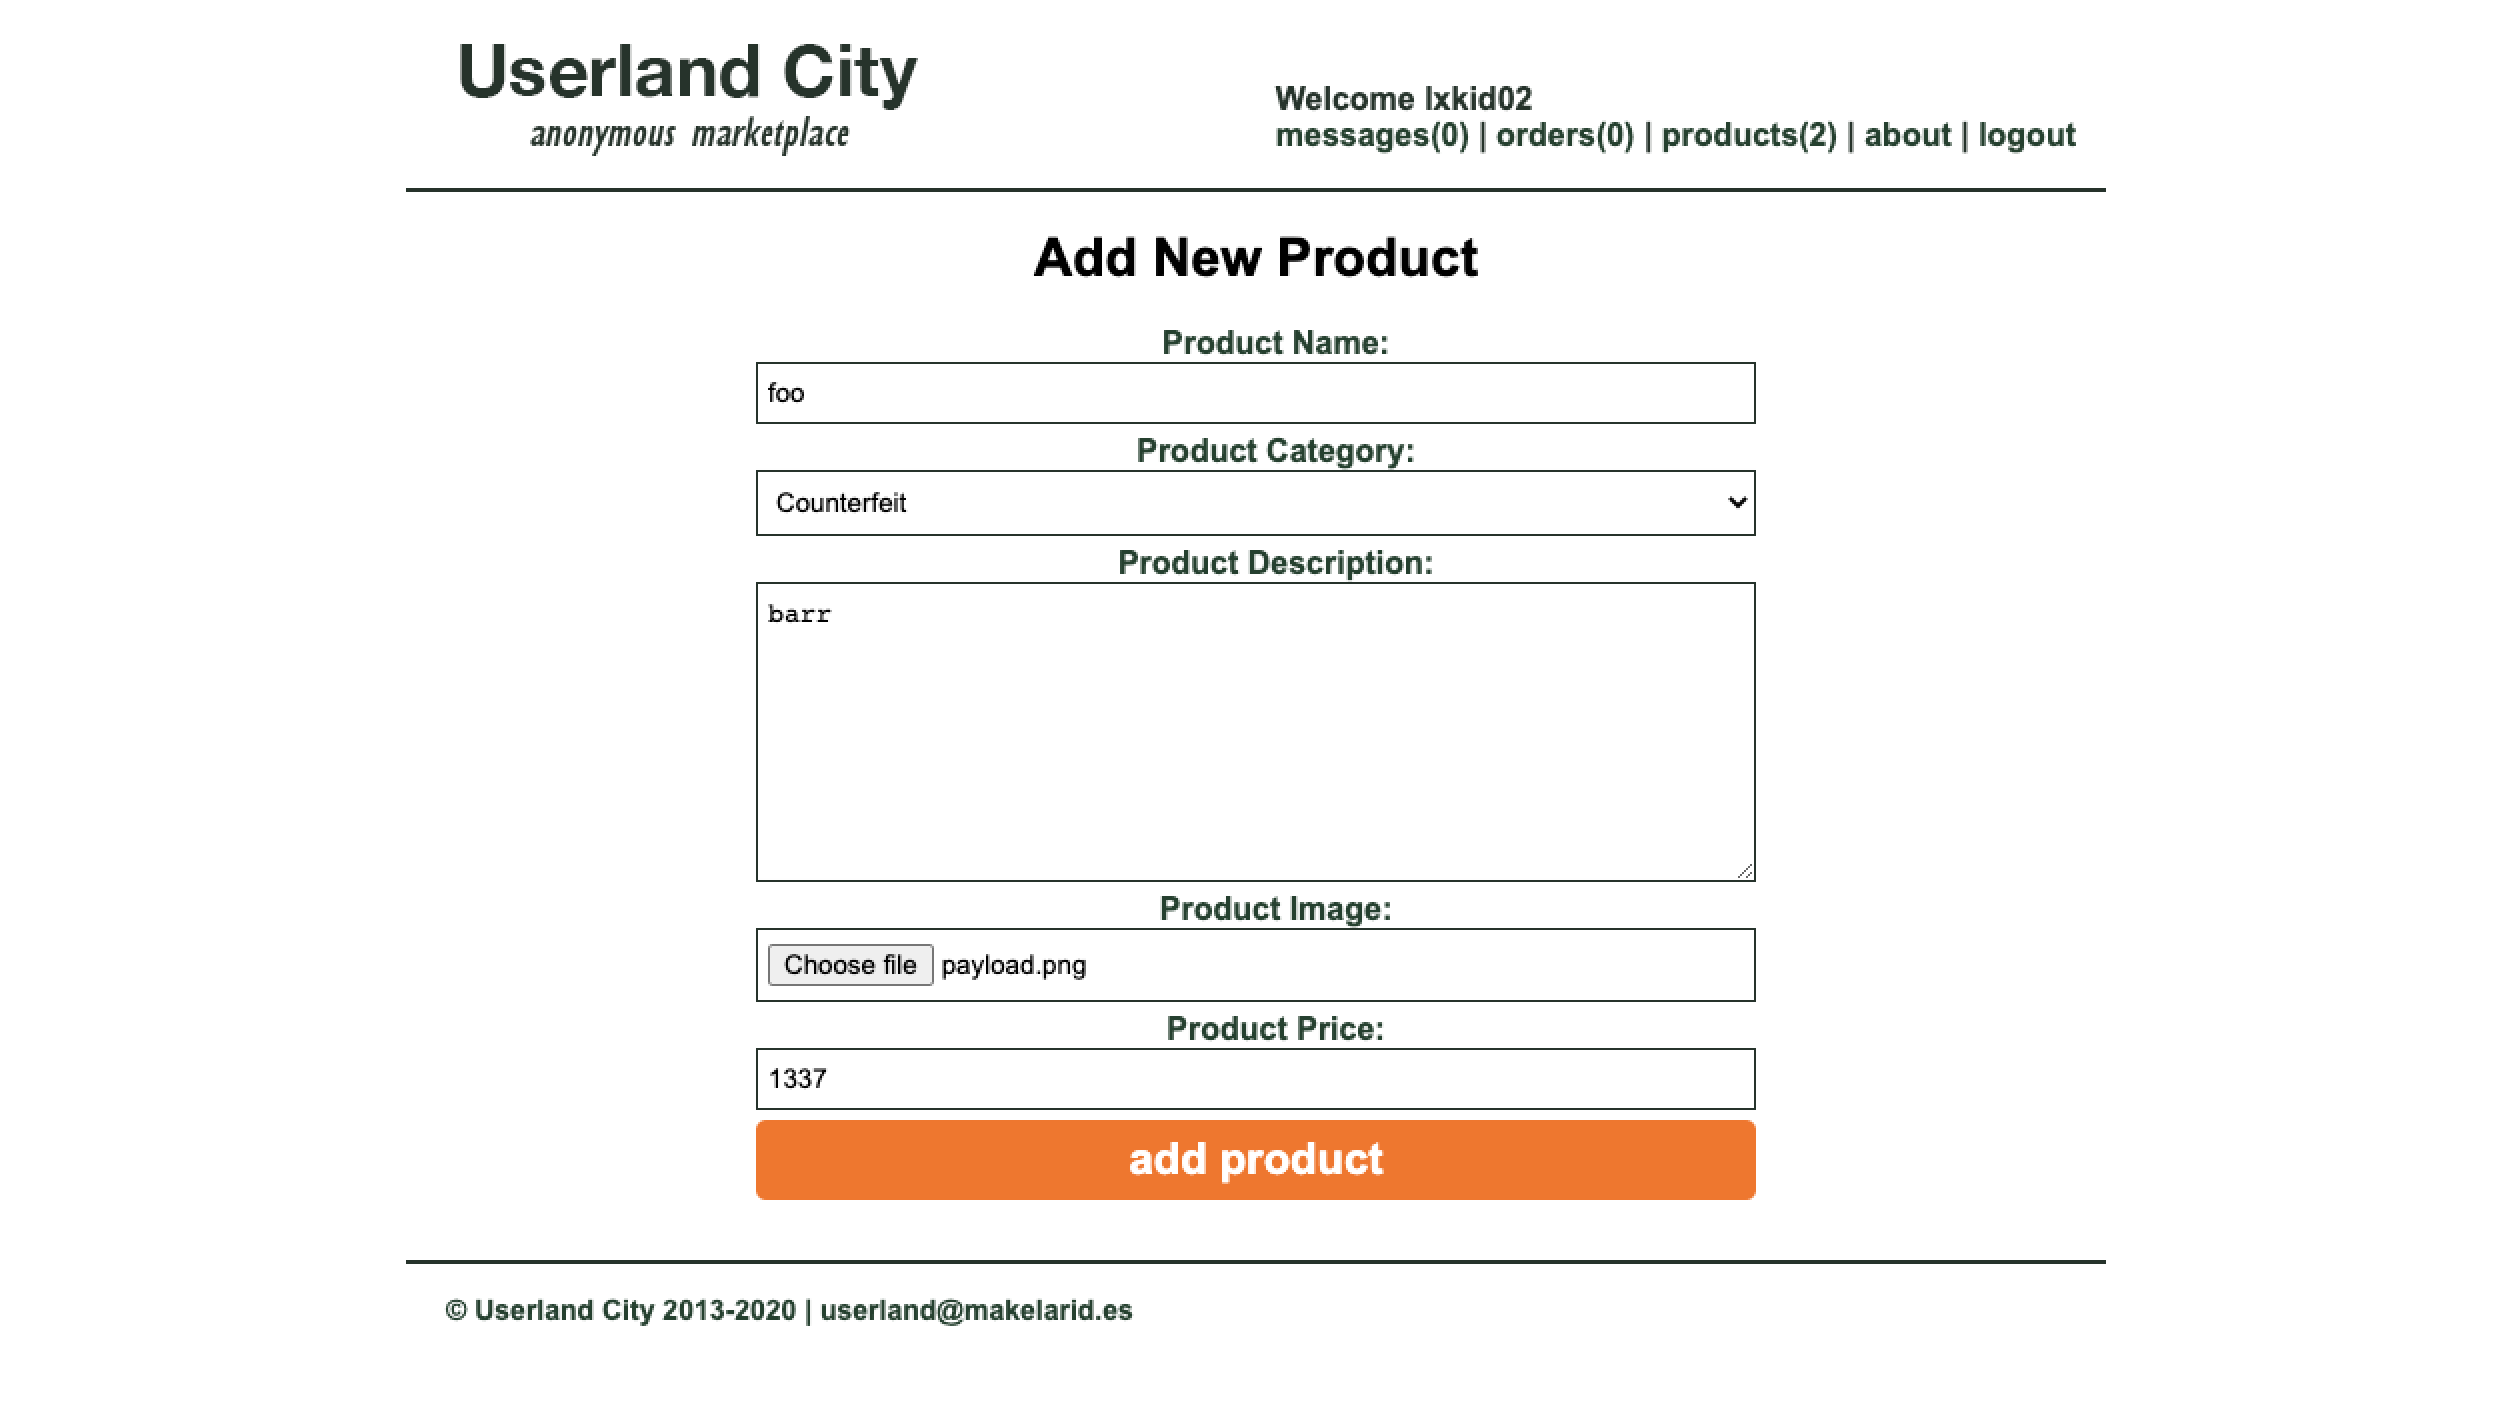 Userland City
anonymous marketplace
Welcome lxkid02
messages(0) | orders(0) | products(2) | about | logout
Add New Product
Product Name:
foo
Product Category:
Counterfeit
Product Description:
barr
Product Image:
Choose file payload.png
Product Price:
1337
add product
© Userland City 2013-2020 | userland@makelarid.es